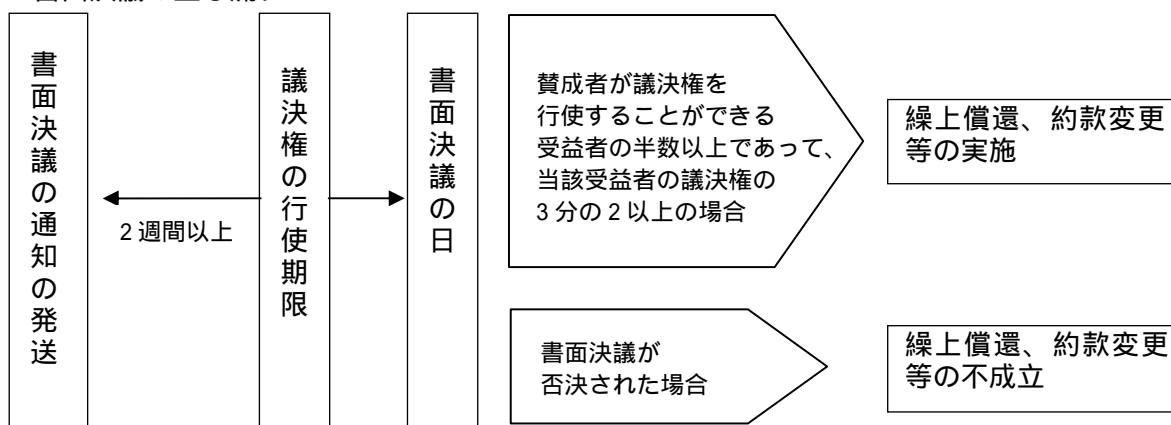 書面決議の通知の発送
2週間以上
議決権の行使期限
書面決議の日
賛成者が議決権を
行使することができる
受益者の半数以上であって、
当該受益者の議決権の
3分の2以上の場合
繰上償還、約款変更
等の実施
書面決議が
否決された場合
繰上償還、約款変更
等の不成立